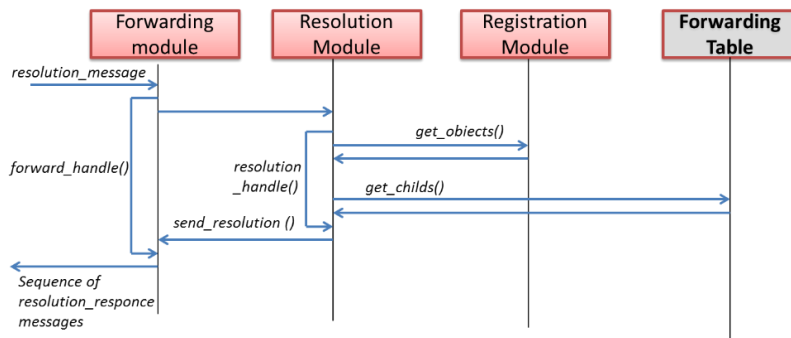 Forwarding
module
Resolution
Module
Registration
Module
Forwarding
Table
resolution_message
get_obiects()
forward_handle()
resolution
_handle()
get_childs()
send_resolution ()
Sequence of
resolution_responce
messages